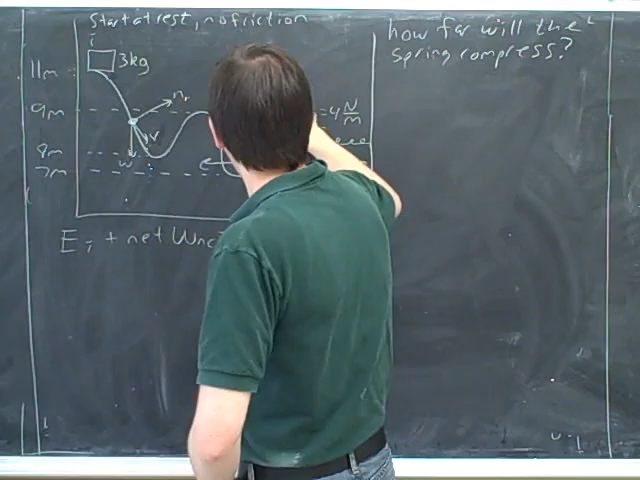 Start at rest, no friction
how far will the
spring compress?
i
3kg
11m
9m
n
= 4 N/m
v
8m
w
7m
Ei + net Wnc